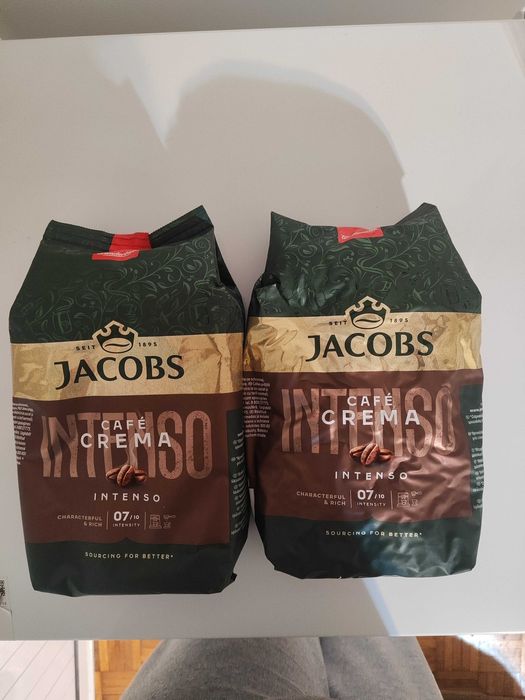 SEIT 1895
JACOBS
INTENSO
CAFÉ
CREMA
INTENSO
CHARACTERFUL
& RICH
07/10
INTENSITY
SOURCING FOR BETTER*
SEIT 1895
JACOBS
INTENSO
CAFÉ
CREMA
INTENSO
CHARACTERFUL
& RICH
07/10
INTENSITY
SOURCING FOR BETTER*